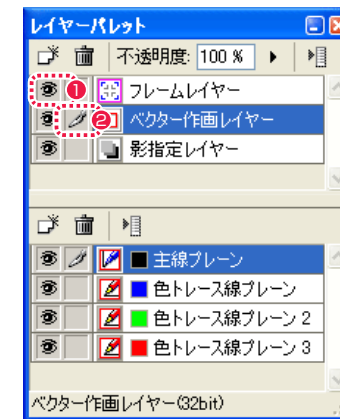 レイヤーパレット
不透明度: 100 %
1 フレームレイヤー
2 ベクター作画レイヤー
影指定レイヤー
主線プレーン
色トレース線プレーン
色トレース線プレーン 2
色トレース線プレーン 3
ベクター作画レイヤー(32bit)